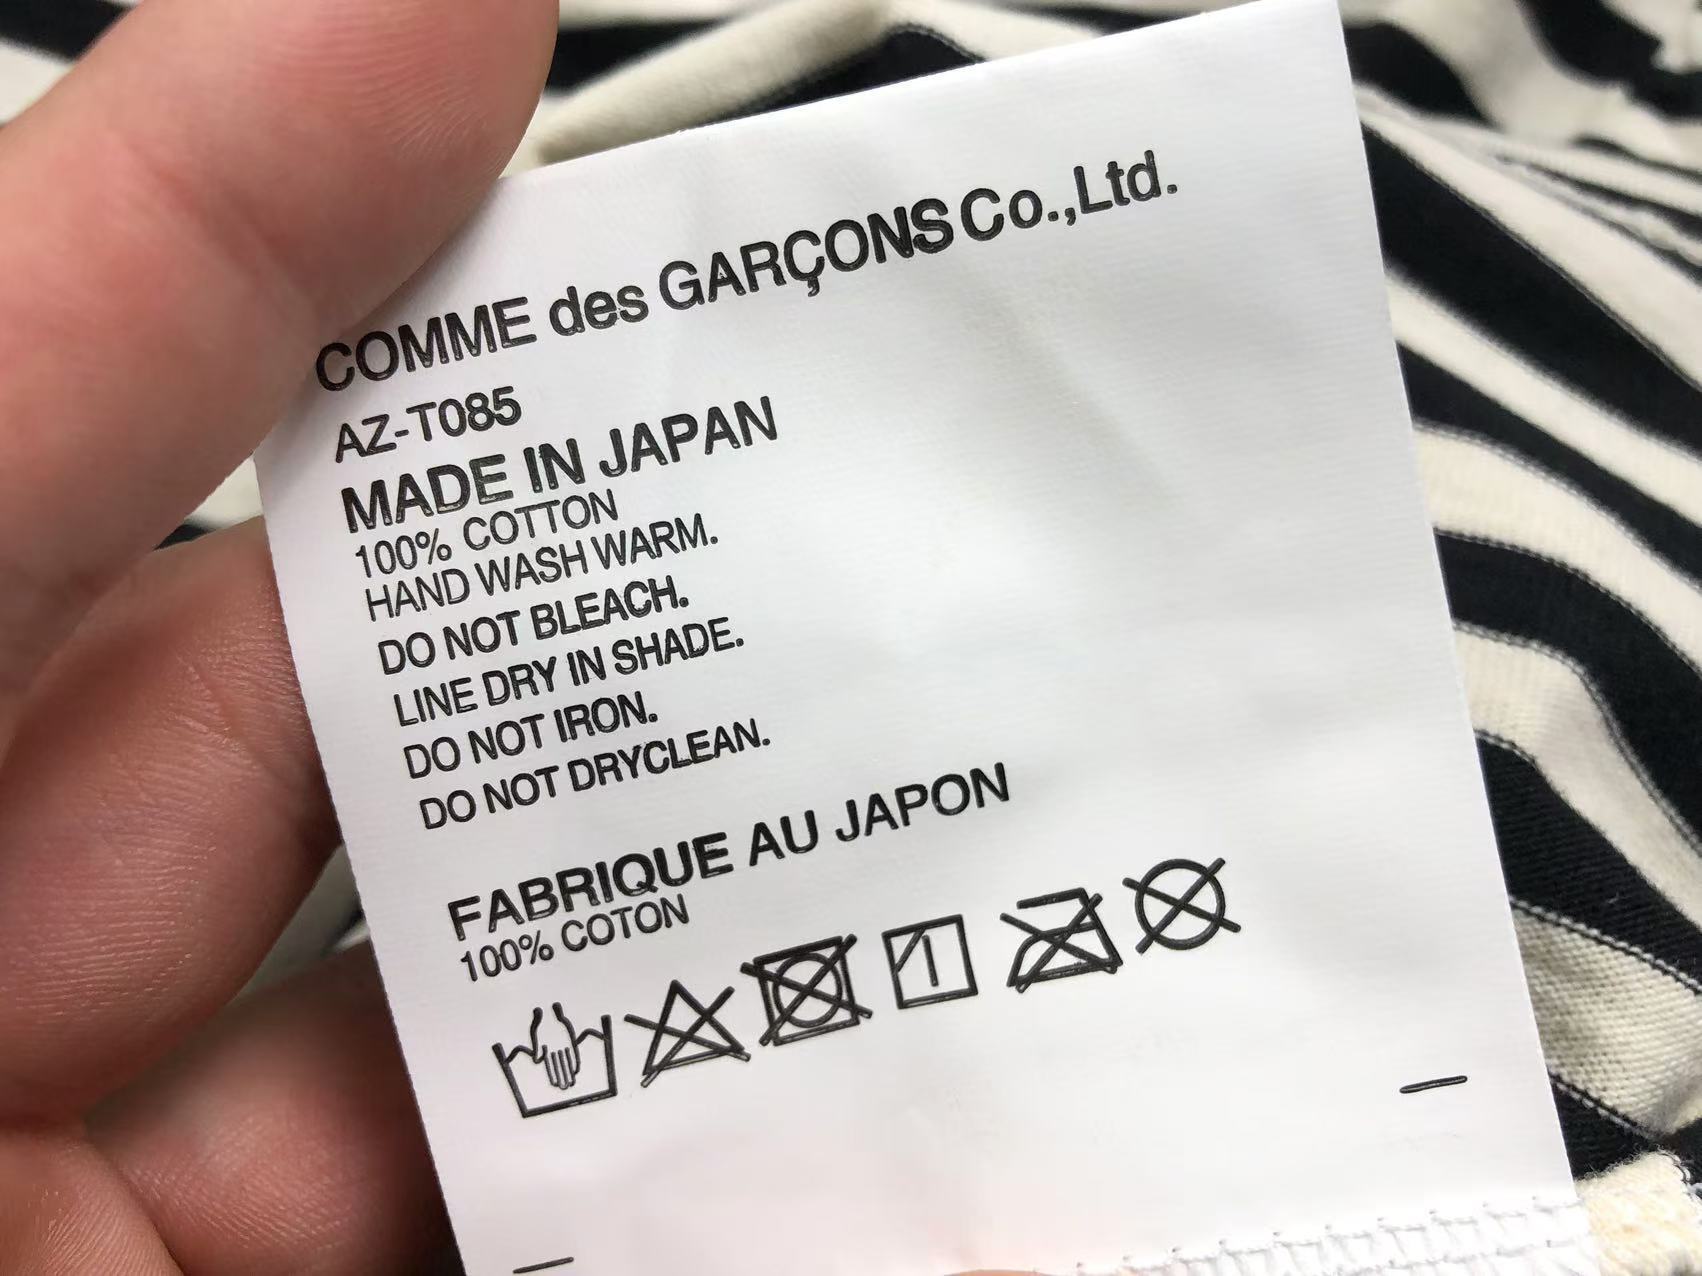 COMME des GARÇONS Co.,Ltd.
AZ-T085
MADE IN JAPAN
100% COTTON
HAND WASH WARM.
DO NOT BLEACH.
LINE DRY IN SHADE.
DO NOT IRON.
DO NOT DRYCLEAN.
FABRIQUE AU JAPON
100% COTON